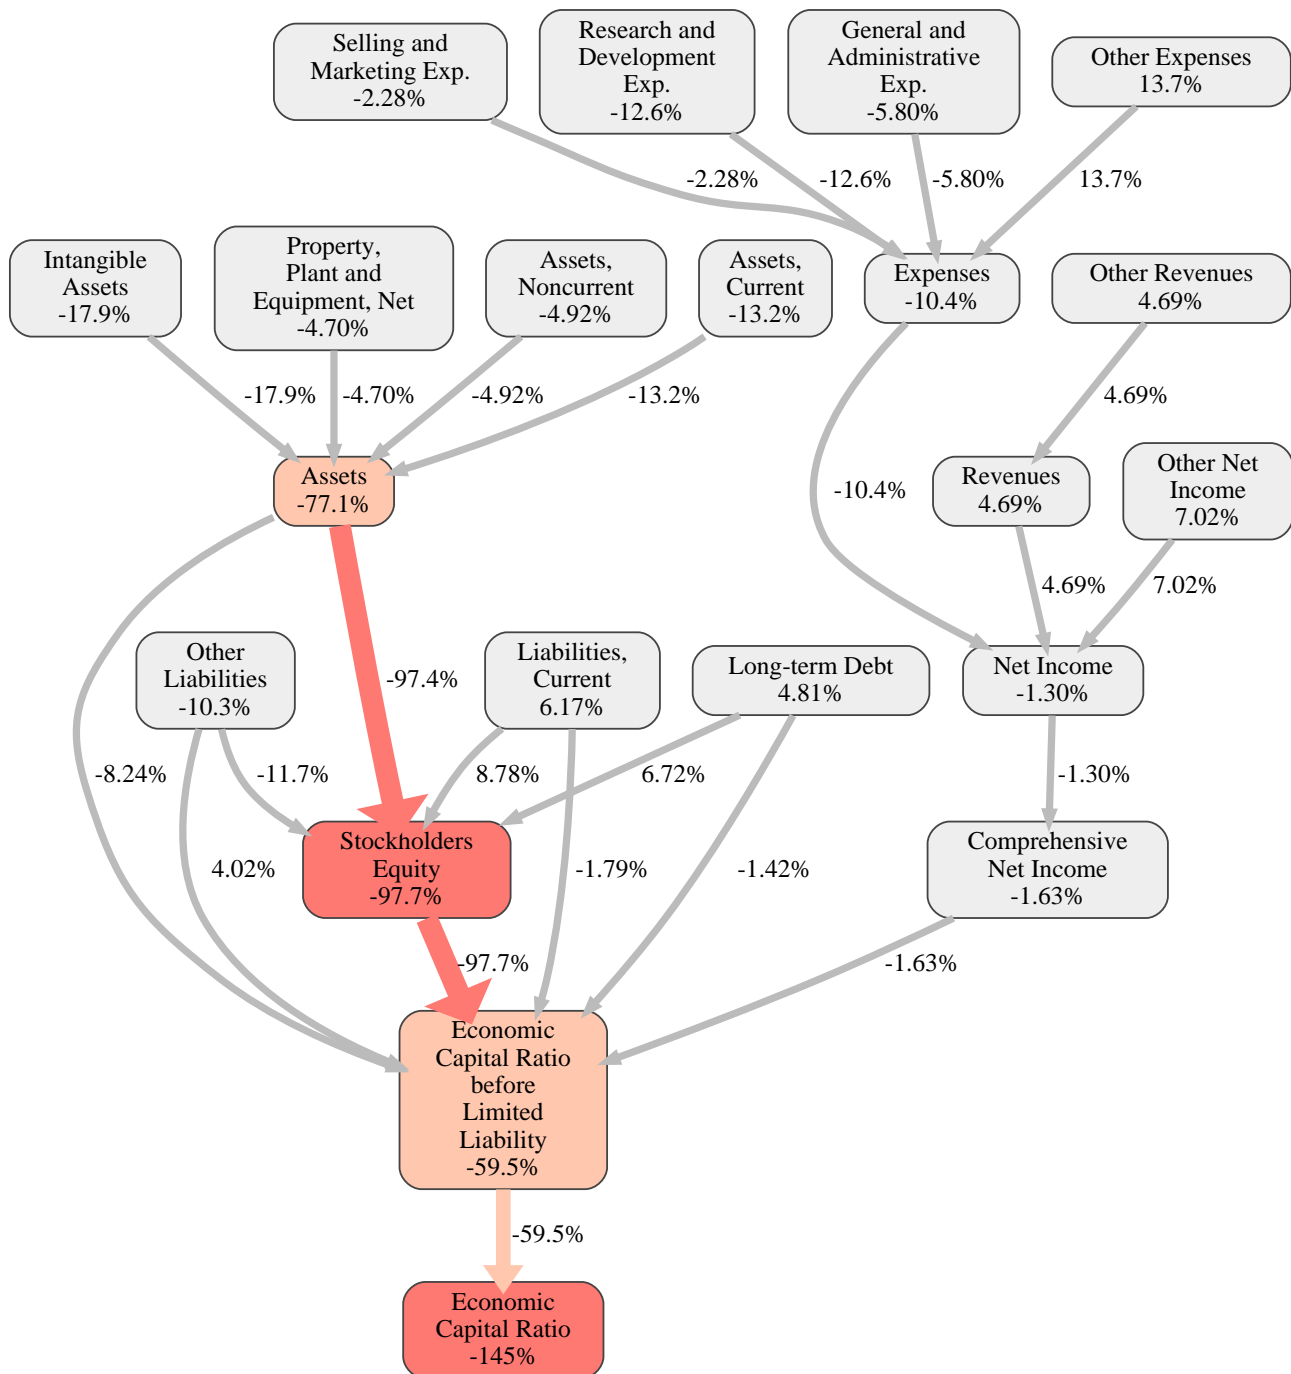 Selling and
Marketing Exp.
-2.28%
Research and
Development
Exp.
-12.6%
General and
Administrative
Exp.
-5.80%
Other Expenses
13.7%
-2.28%
-12.6%
-5.80%
13.7%
Intangible
Assets
-17.9%
Property,
Plant and
Equipment, Net
-4.70%
Assets,
Noncurrent
-4.92%
Assets,
Current
-13.2%
Expenses
-10.4%
Other Revenues
4.69%
-17.9%
-4.70%
-4.92%
-13.2%
4.69%
Assets
-77.1%
-10.4%
Revenues
4.69%
Other Net
Income
7.02%
4.69%
7.02%
Other
Liabilities
-10.3%
-97.4%
Liabilities,
Current
6.17%
Long-term Debt
4.81%
Net Income
-1.30%
-8.24%
-11.7%
8.78%
6.72%
-1.30%
4.02%
Stockholders
Equity
-97.7%
-1.79%
-1.42%
Comprehensive
Net Income
-1.63%
-97.7%
-1.63%
Economic
Capital Ratio
before
Limited
Liability
-59.5%
-59.5%
Economic
Capital Ratio
-145%